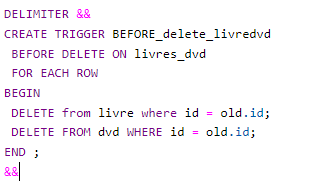 DELIMITER &&
CREATE TRIGGER BEFORE_delete_livredvd
BEFORE DELETE ON livres_dvd
FOR EACH ROW
BEGIN
DELETE from livre where id = old.id;
DELETE FROM dvd WHERE id = old.id;
END ;
&&